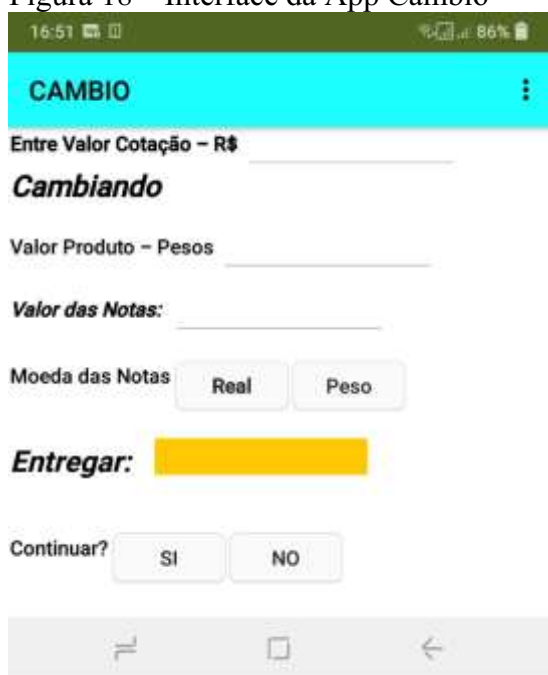 Figura 18 – Interface da App Cambio
16:51 86%
CAMBIO
Entre Valor Cotação – R$
Cambiando
Valor Produto – Pesos
Valor das Notas:
Moeda das Notas Real Peso
Entregar:
Continuar? SI NO